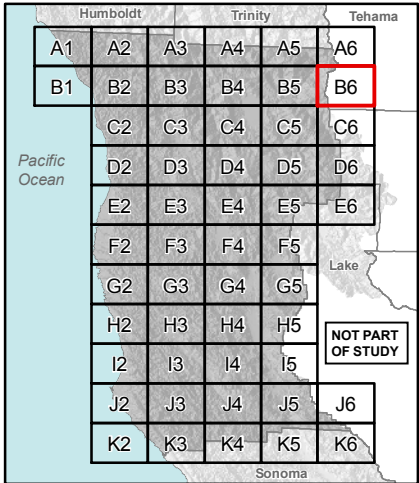 Humboldt Trinity Tehama
A1 A2 A3 A4 A5 A6
B1 B2 B3 B4 B5 B6
C2 C3 C4 C5 C6
Pacific
Ocean
D2 D3 D4 D5 D6
E2 E3 E4 E5 E6
F2 F3 F4 F5
Lake
G2 G3 G4 G5
H2 H3 H4 H5
NOT PART
OF STUDY
I2 I3 I4 I5
J2 J3 J4 J5 J6
K2 K3 K4 K5 K6
Sonoma